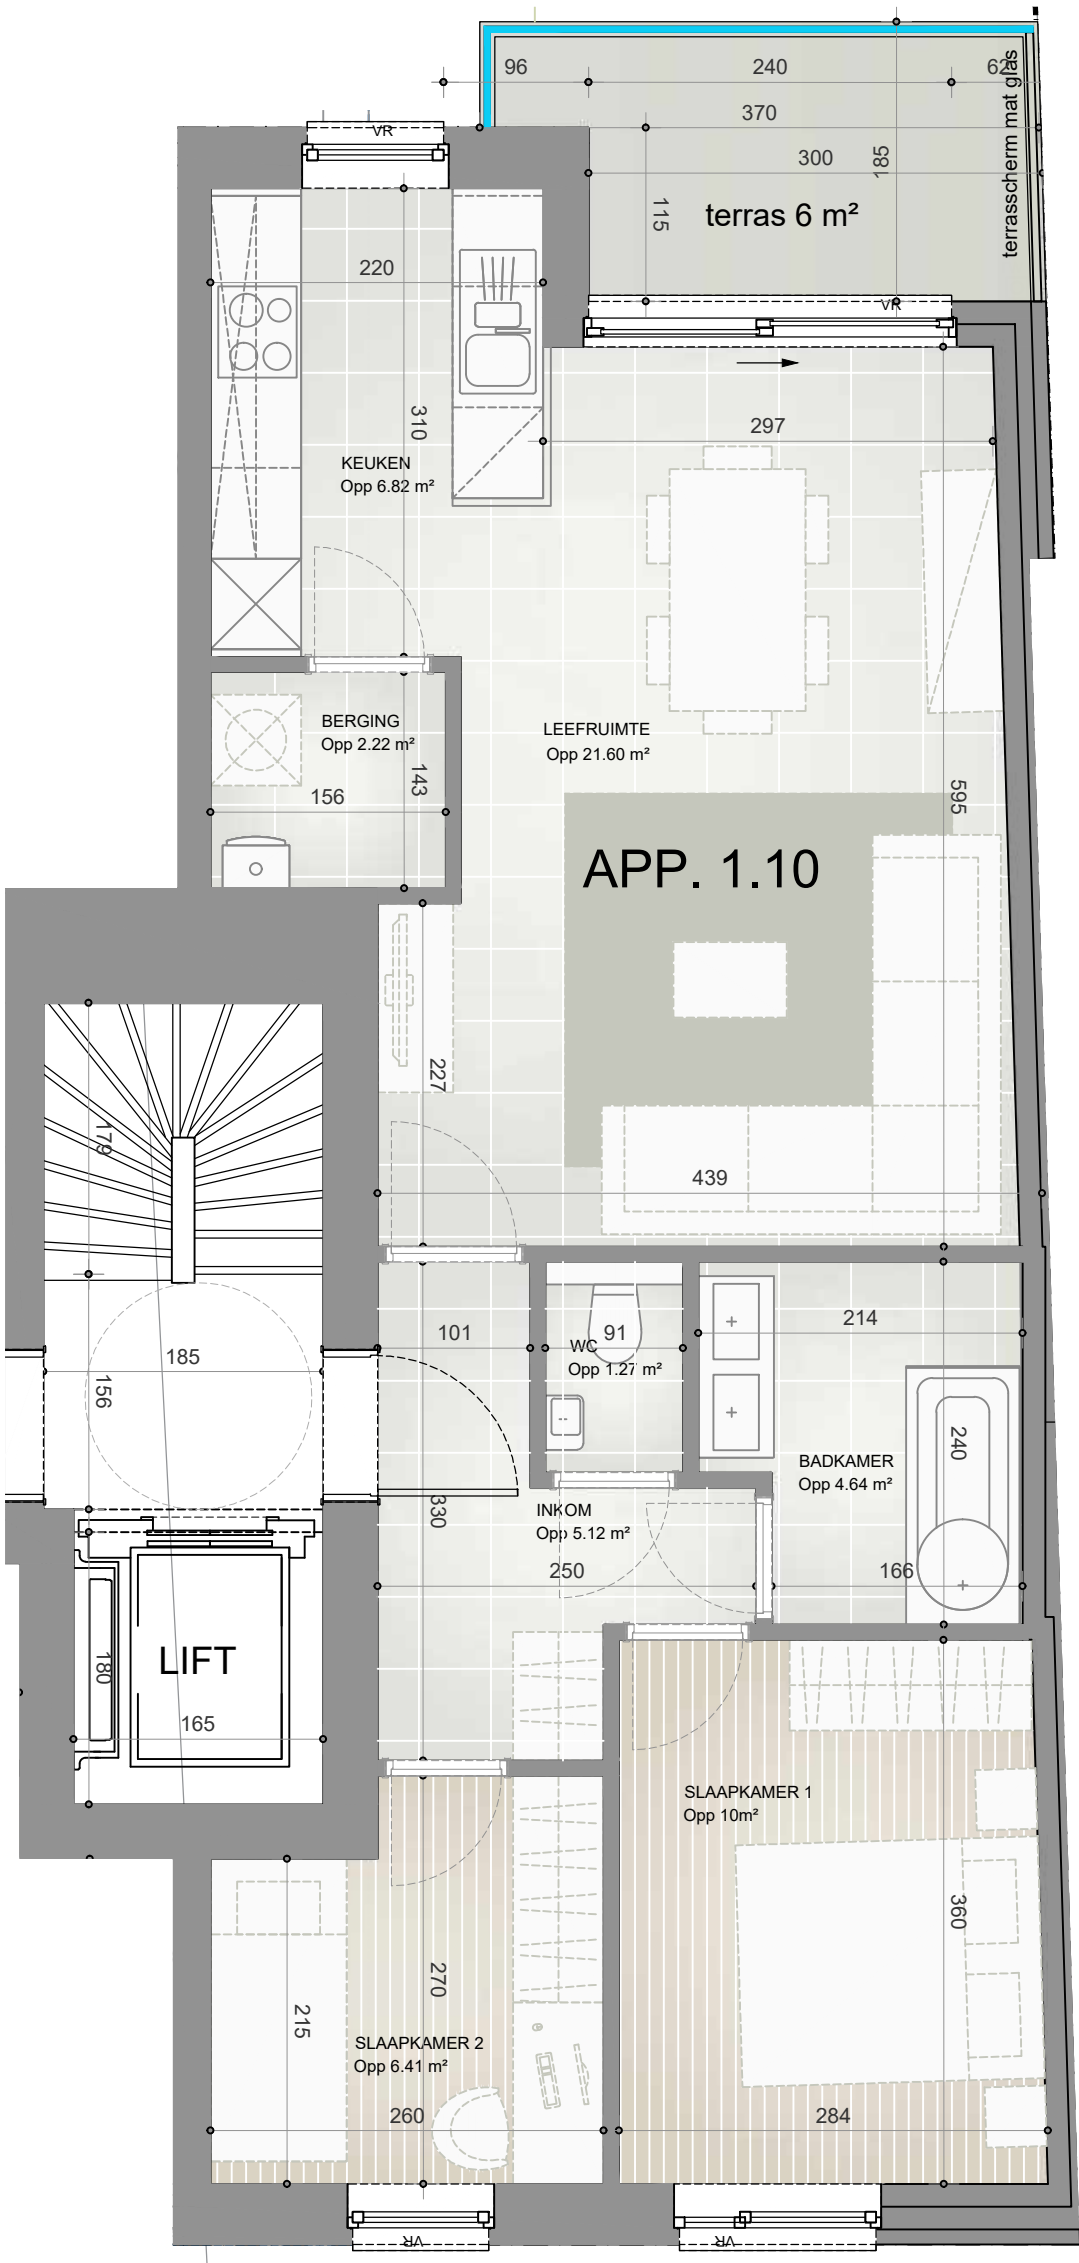 96
240
62
370
300
185
115
terras 6 m²
terrasscherm mat glas
VR
VR
220
310
297
KEUKEN
Opp 6.82 m²
BERGING
Opp 2.22 m²
143
156
LEEFRUIMTE
Opp 21.60 m²
595
APP. 1.10
227
179
439
101
91
WC
Opp 1.27 m²
214
185
156
240
BADKAMER
Opp 4.64 m²
330
INKOM
Opp 5.12 m²
250
166
LIFT
180
165
SLAAPKAMER 1
Opp 10m²
360
270
215
SLAAPKAMER 2
Opp 6.41 m²
260
284
VR
VR